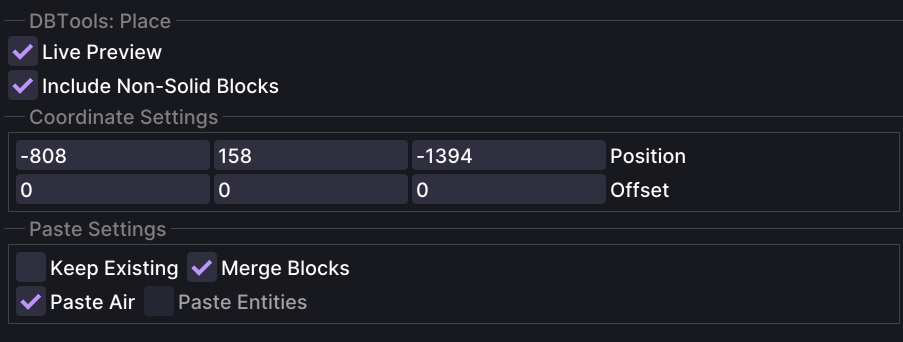 DBTools: Place
Live Preview
Include Non-Solid Blocks
Coordinate Settings
-808 158 -1394 Position
0 0 0 Offset
Paste Settings
Keep Existing Merge Blocks
Paste Air Paste Entities